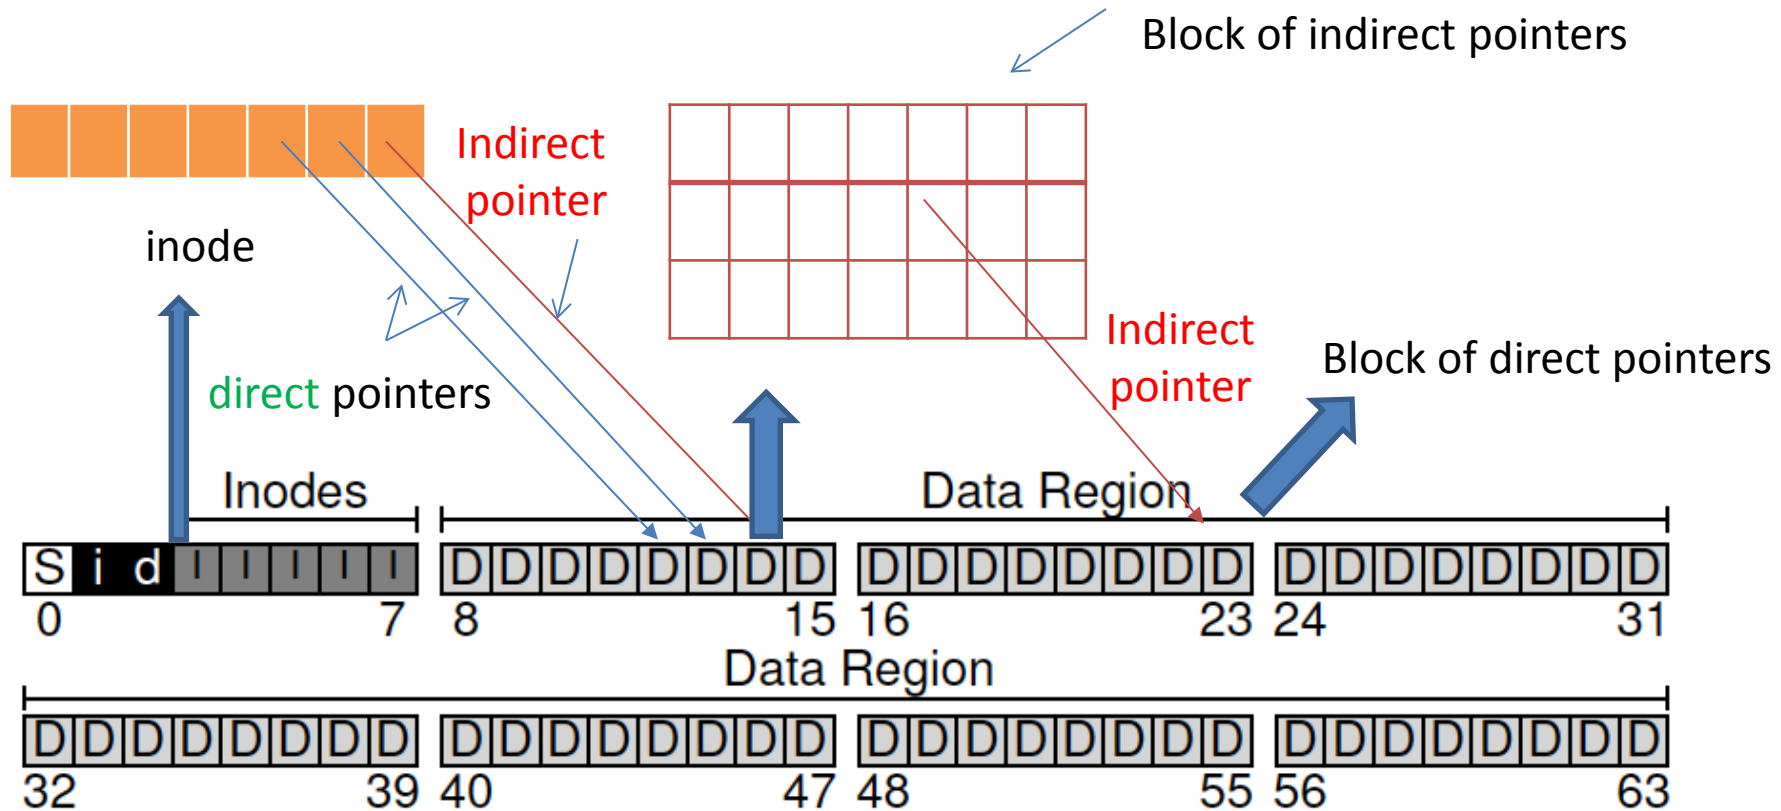 Block of indirect pointers
Indirect
pointer
inode
Indirect
pointer
Block of direct pointers
direct pointers
Inodes
Data Region
S i d I I I I I D D D D D D D D D D D D D D D D D D D D D D D D
0 7 8 15 16 23 24 31
Data Region
D D D D D D D D D D D D D D D D D D D D D D D D D D D D D D D D
32 39 40 47 48 55 56 63